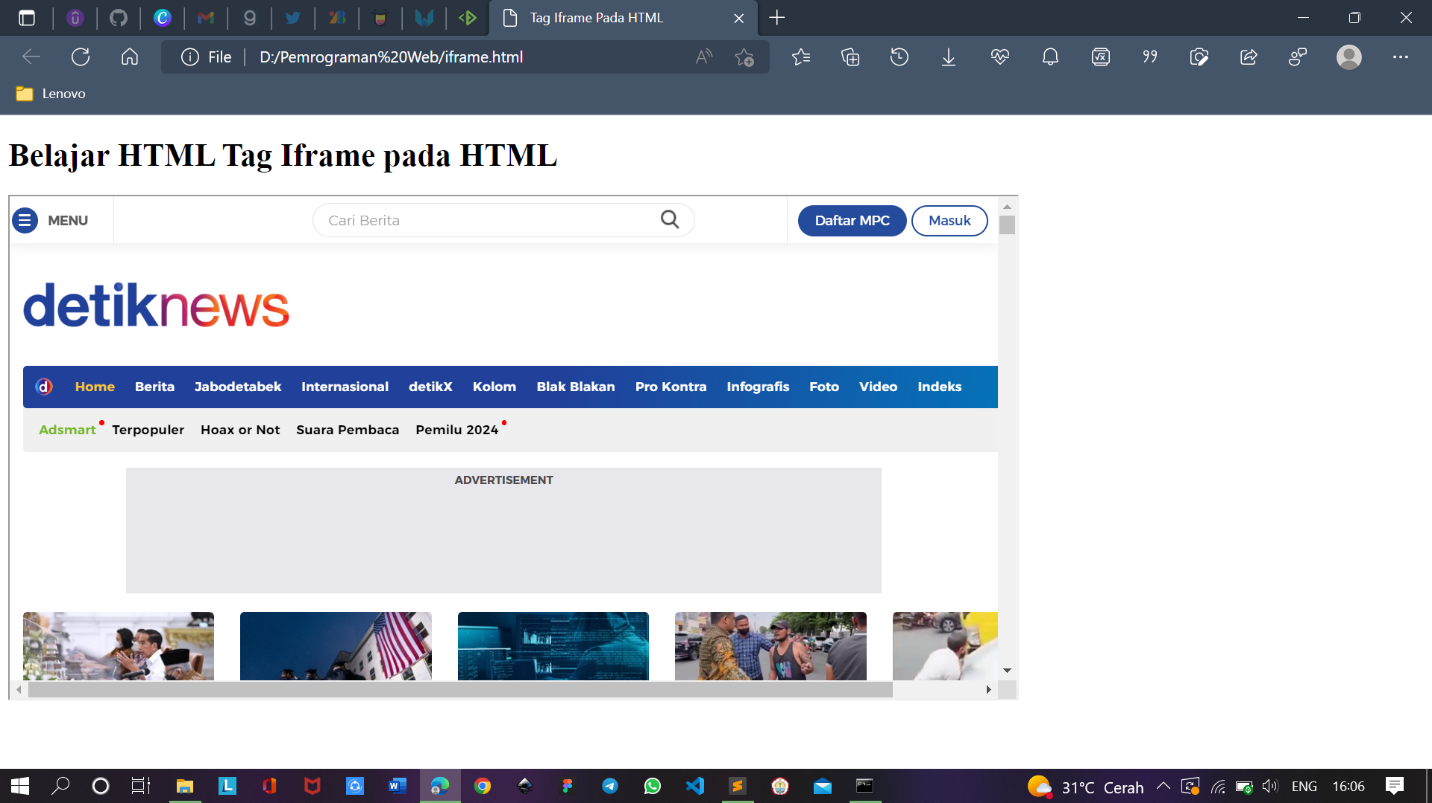 Tag Iframe Pada HTML
File
D:/Pemrograman%20Web/iframe.html
Lenovo
Belajar HTML Tag Iframe pada HTML
MENU
Cari Berita
Daftar MPC
Masuk
detiknews
d Home Berita Jabodetabek Internasional detikX Kolom Blak Blakan Pro Kontra Infografis Foto Video Indeks
Adsmart Terpopuler Hoax or Not Suara Pembaca Pemilu 2024
ADVERTISEMENT
31°C Cerah
ENG
16:06